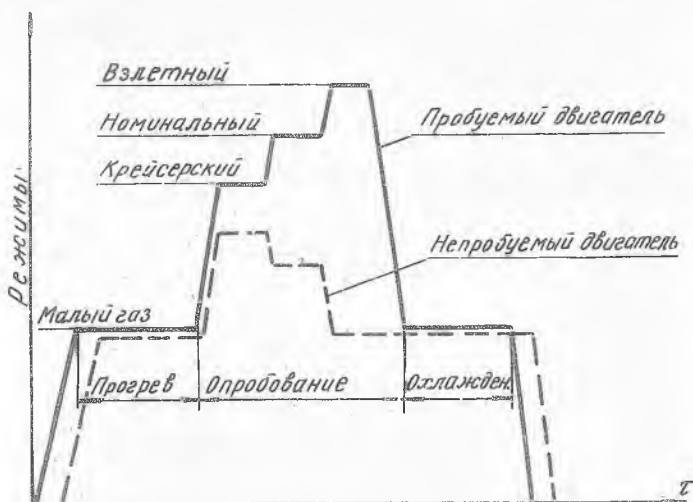 Взлетный
Номинальный
Пробуемый двигатель
Крейсерский
Режимы
Непробуемый двигатель
Малый газ
Прогрев
Опробование
Охлажден.
τ